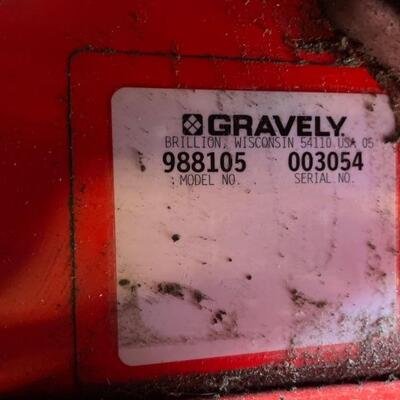 GRAVELY.
BRILLION, WISCONSIN 54110 USA 05
988105 003054
MODEL NO. SERIAL NO.